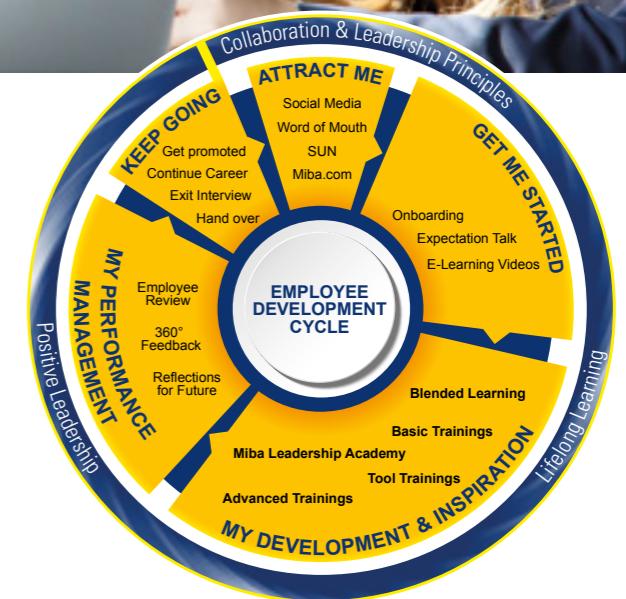 Collaboration & Leadership Principles
ATTRACT ME
Social Media
Word of Mouth
SUN
Miba.com
GET ME STARTED
Onboarding
Expectation Talk
E-Learning Videos
Lifelong Learning
MY DEVELOPMENT & INSPIRATION
Blended Learning
Basic Trainings
Miba Leadership Academy
Tool Trainings
Advanced Trainings
Positive Leadership
MY PERFORMANCE
MANAGEMENT
Employee
Review
360°
Feedback
Reflections
for Future
KEEP GOING
Get promoted
Continue Career
Exit Interview
Hand over
EMPLOYEE
DEVELOPMENT
CYCLE